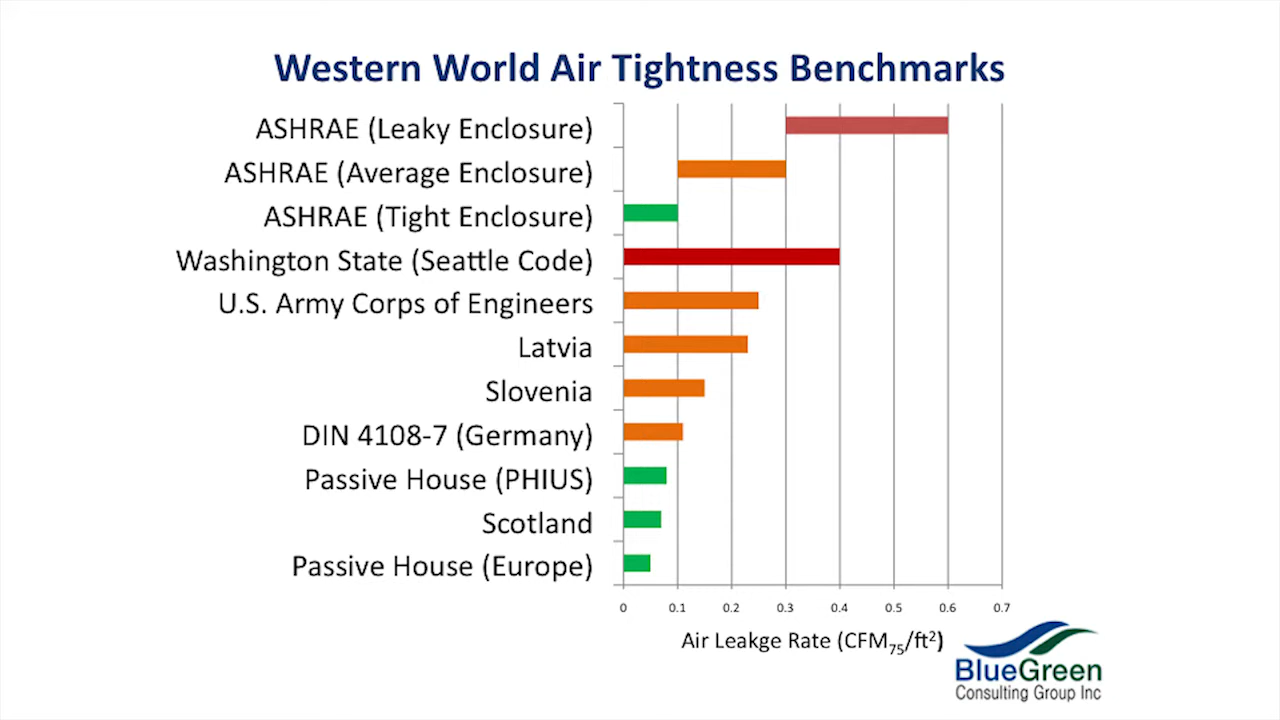 Western World Air Tightness Benchmarks
ASHRAE (Leaky Enclosure)
ASHRAE (Average Enclosure)
ASHRAE (Tight Enclosure)
Washington State (Seattle Code)
U.S. Army Corps of Engineers
Latvia
Slovenia
DIN 4108-7 (Germany)
Passive House (PHIUS)
Scotland
Passive House (Europe)
0 0.1 0.2 0.3 0.4 0.5 0.6 0.7
Air Leakge Rate (CFM₇₅/ft²)
BlueGreen
Consulting Group Inc